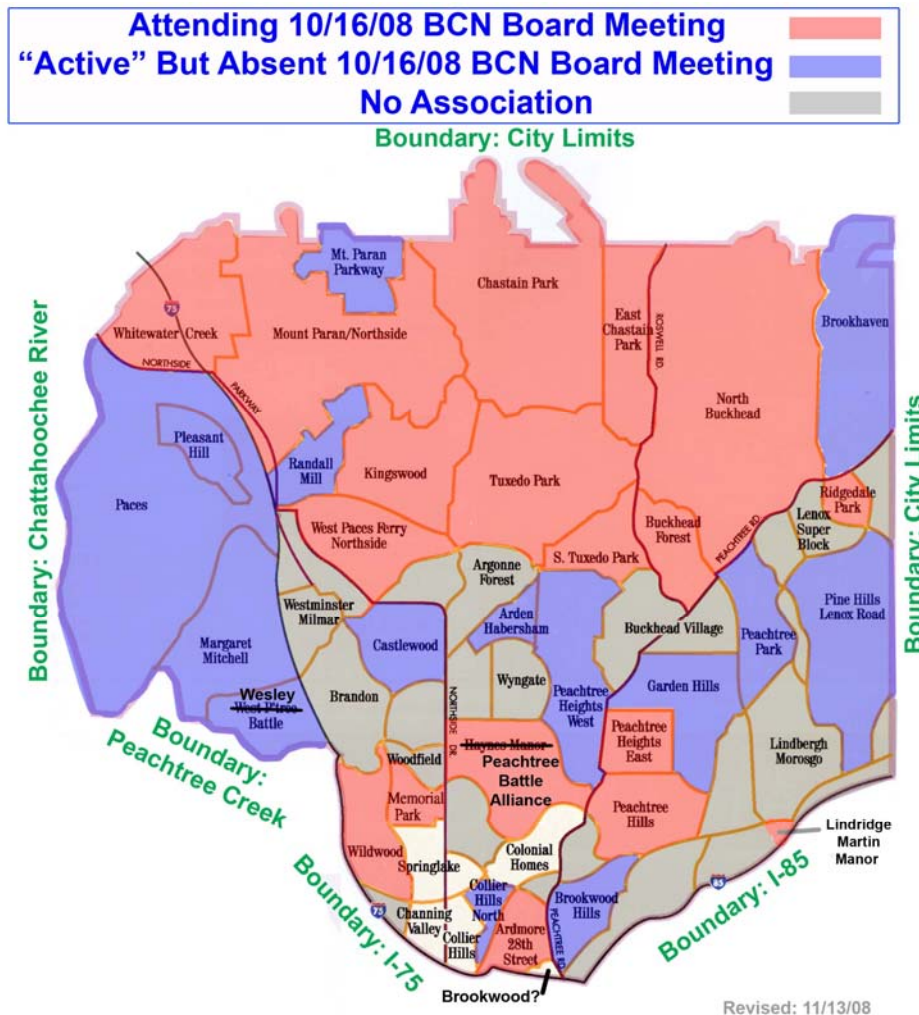 Attending 10/16/08 BCN Board Meeting
“Active” But Absent 10/16/08 BCN Board Meeting
No Association
Boundary: City Limits
Mt. Paran
Parkway
Chastain Park
East
Chastain
Park
ROSWELL RD.
Brookhaven
75
Whitewater Creek
Mount Paran/Northside
NORTHSIDE
PARKWAY
North
Buckhead
Boundary: Chattahoochee River
Pleasant
Hill
Randall
Mill
Kingswood
Tuxedo Park
Paces
West Paces Ferry
Northside
Buckhead
Forest
PEACHTREE RD.
Ridgedale
Park
Lenox
Super
Block
Boundary: City Limits
S. Tuxedo Park
Argonne
Forest
Westminster
Milmar
Arden
Habersham
Buckhead Village
Pine Hills
Lenox Road
Margaret
Mitchell
Castlewood
Peachtree
Park
Wesley
West P'tree
Battle
Brandon
Wyngate
Peachtree
Heights
West
Garden Hills
NORTHSIDE DR.
Boundary:
Peachtree Creek
Woodfield
Haynes Manor
Peachtree
Battle
Alliance
Peachtree
Heights
East
Lindbergh
Morosgo
Memorial
Park
Peachtree
Hills
Wildwood
Springlake
Colonial
Homes
Lindridge
Martin
Manor
Boundary: I-75
75
Channing
Valley
Collier
Hills
Collier
Hills
North
Ardmore
28th
Street
PEACHTREE RD.
Brookwood
Hills
85
Boundary: I-85
Brookwood?
Revised: 11/13/08